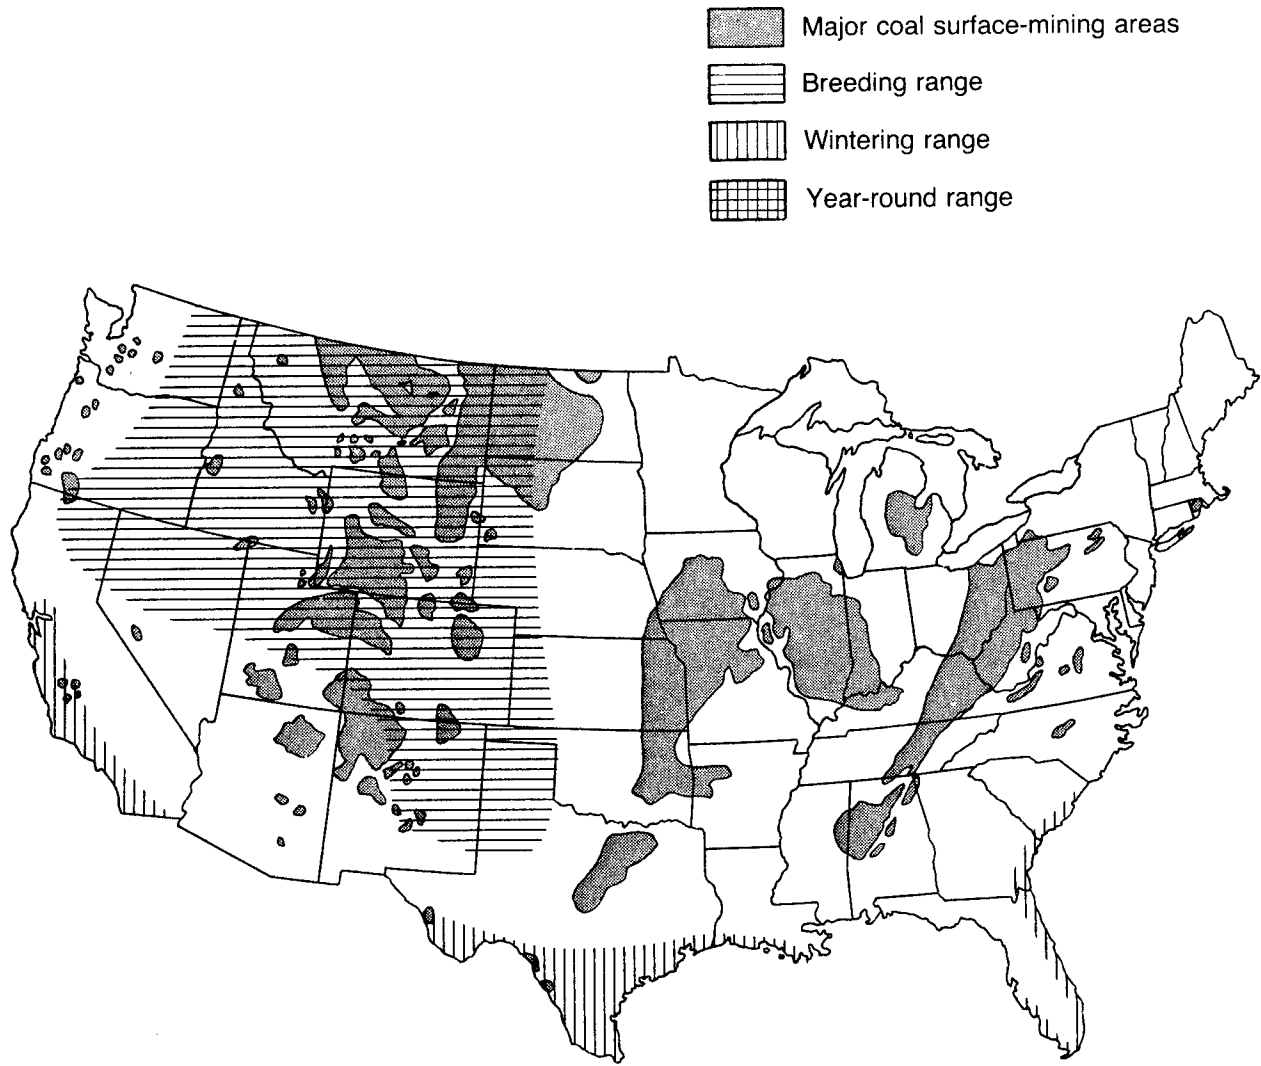 Major coal surface-mining areas
Breeding range
Wintering range
Year-round range